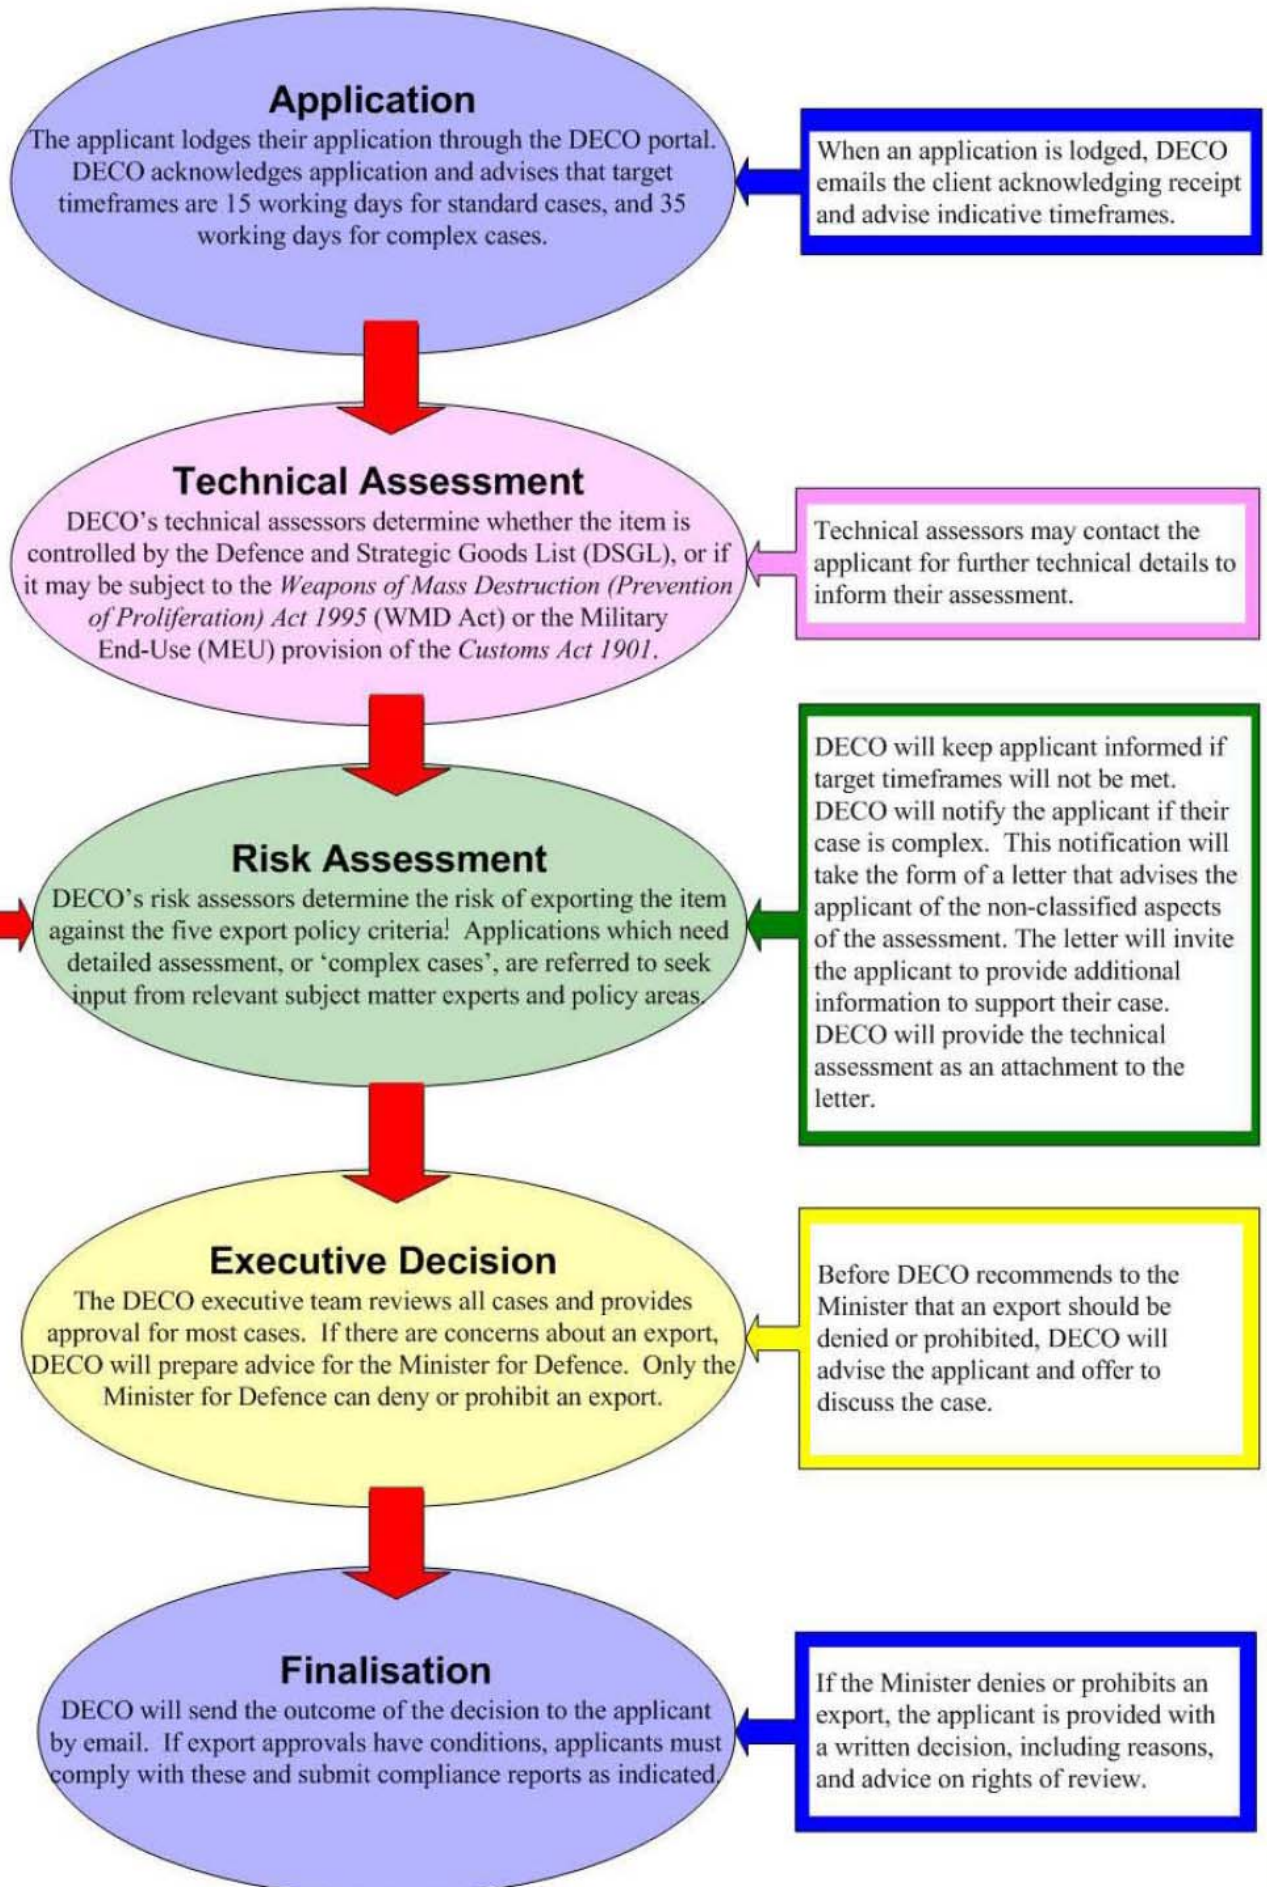 Application
The applicant lodges their application through the DECO portal.
DECO acknowledges application and advises that target
timeframes are 15 working days for standard cases, and 35
working days for complex cases.
When an application is lodged, DECO
emails the client acknowledging receipt
and advise indicative timeframes.
Technical Assessment
DECO's technical assessors determine whether the item is
controlled by the Defence and Strategic Goods List (DSGL), or if
it may be subject to the Weapons of Mass Destruction (Prevention
of Proliferation) Act 1995 (WMD Act) or the Military
End-Use (MEU) provision of the Customs Act 1901.
Technical assessors may contact the
applicant for further technical details to
inform their assessment.
Risk Assessment
DECO's risk assessors determine the risk of exporting the item
against the five export policy criteria! Applications which need
detailed assessment, or 'complex cases', are referred to seek
input from relevant subject matter experts and policy areas.
DECO will keep applicant informed if
target timeframes will not be met.
DECO will notify the applicant if their
case is complex. This notification will
take the form of a letter that advises the
applicant of the non-classified aspects
of the assessment. The letter will invite
the applicant to provide additional
information to support their case.
DECO will provide the technical
assessment as an attachment to the
letter.
Executive Decision
The DECO executive team reviews all cases and provides
approval for most cases. If there are concerns about an export,
DECO will prepare advice for the Minister for Defence. Only the
Minister for Defence can deny or prohibit an export.
Before DECO recommends to the
Minister that an export should be
denied or prohibited, DECO will
advise the applicant and offer to
discuss the case.
Finalisation
DECO will send the outcome of the decision to the applicant
by email. If export approvals have conditions, applicants must
comply with these and submit compliance reports as indicated.
If the Minister denies or prohibits an
export, the applicant is provided with
a written decision, including reasons,
and advice on rights of review.